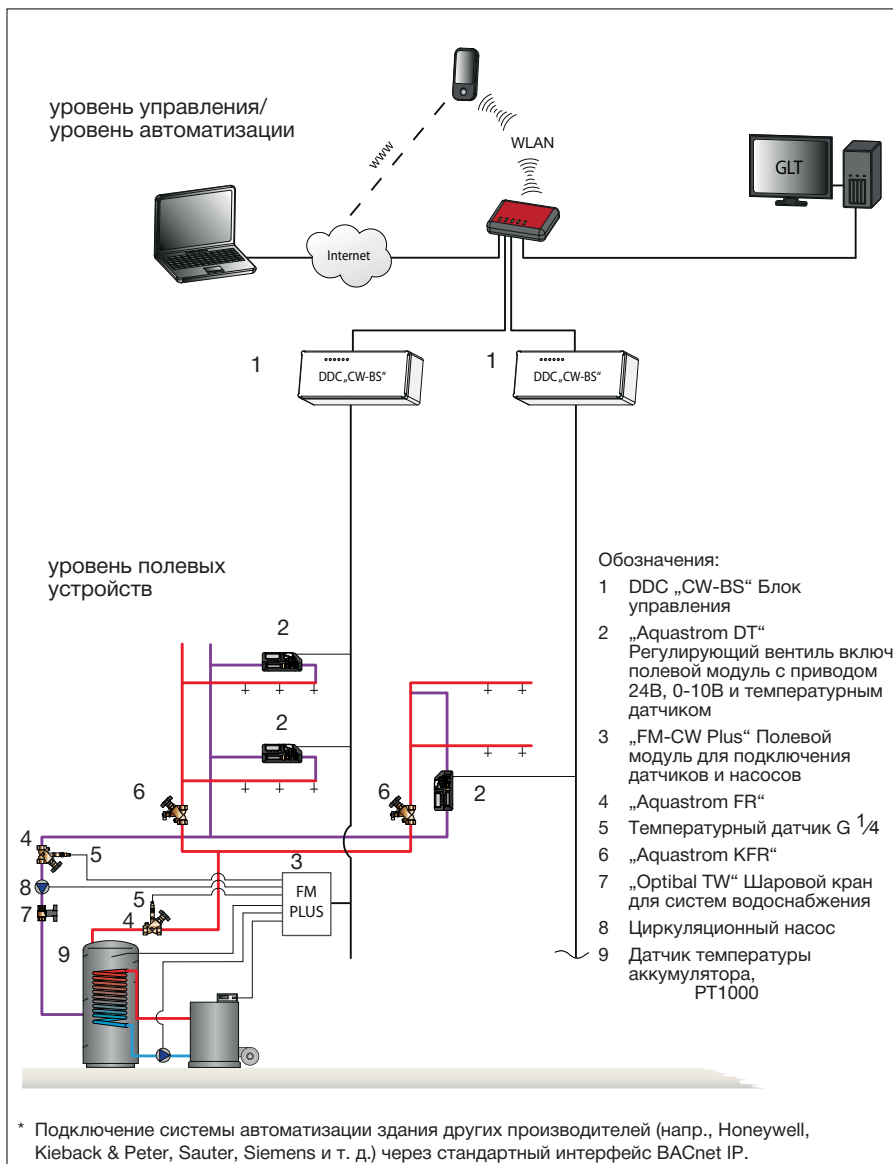 уровень управления/
уровень автоматизации
www
WLAN
GLT
Internet
1
DDC„CW-BS“
1
DDC„CW-BS“
уровень полевых
устройств
2
2
6
6
2
4
5
8
7
3
5
4
FM
PLUS
9
Обозначения:
1 DDC „CW-BS“ Блок
управления
2 „Aquastrom DT“
Регулирующий вентиль включ
полевой модуль с приводом
24В, 0-10В и температурным
датчиком
3 „FM-CW Plus“ Полевой
модуль для подключения
датчиков и насосов
4 „Aquastrom FR“
5 Температурный датчик G 1⁄4
6 „Aquastrom KFR“
7 „Optibal TW“ Шаровой кран
для систем водоснабжения
8 Циркуляционный насос
9 Датчик температуры
аккумулятора,
PT1000
* Подключение системы автоматизации здания других производителей (напр., Honeywell,
Kieback & Peter, Sauter, Siemens и т. д.) через стандартный интерфейс BACnet IP.